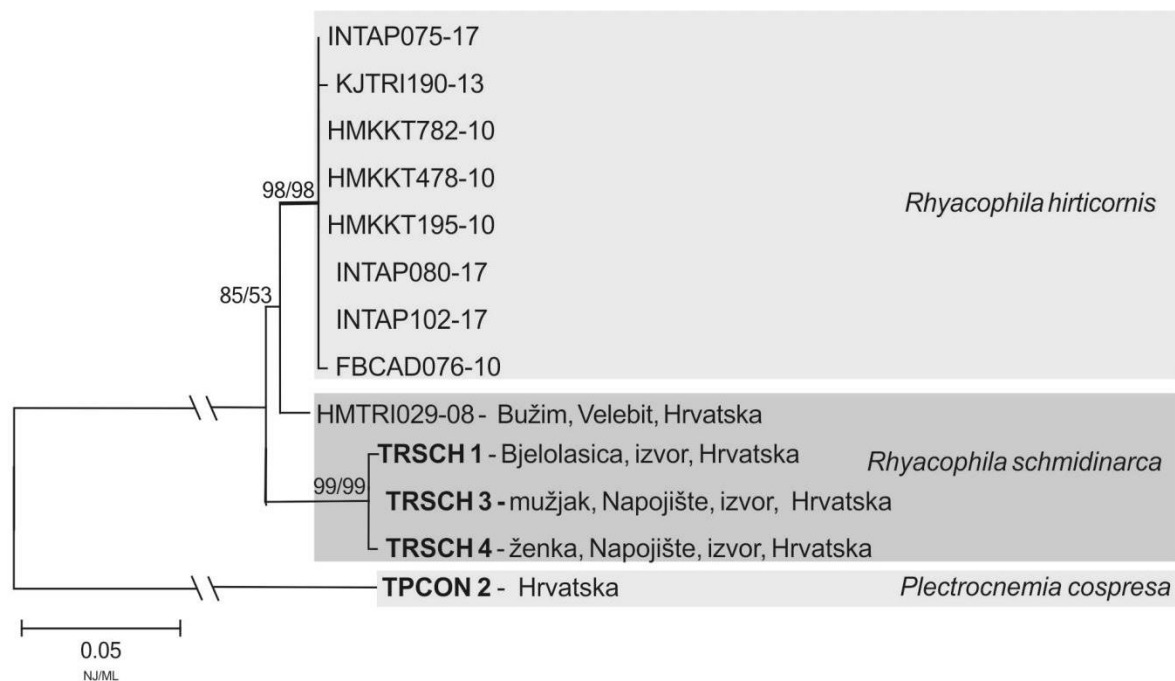 INTAP075-17
KJTRI190-13
HMKKT782-10
98/98
HMKKT478-10
Rhyacophila hirticornis
HMKKT195-10
INTAP080-17
85/53
INTAP102-17
FBCAD076-10
HMTRI029-08 - Bužim, Velebit, Hrvatska
TRSCH 1 - Bjelolasica, izvor, Hrvatska
Rhyacophila schmidinarca
99/99
TRSCH 3 - mužjak, Napojište, izvor, Hrvatska
TRSCH 4 - ženka, Napojište, izvor, Hrvatska
TPCON 2 - Hrvatska
Plectrocnemia cospresa
0.05
NJ/ML